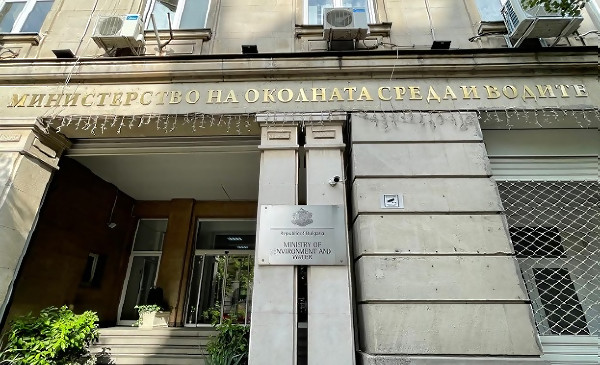 МИНИСТЕРСТВО НА ОКОЛНАТА СРЕДА И ВОДИТЕ
Republic of Bulgaria
MINISTRY OF
ENVIRONMENT AND
WATER